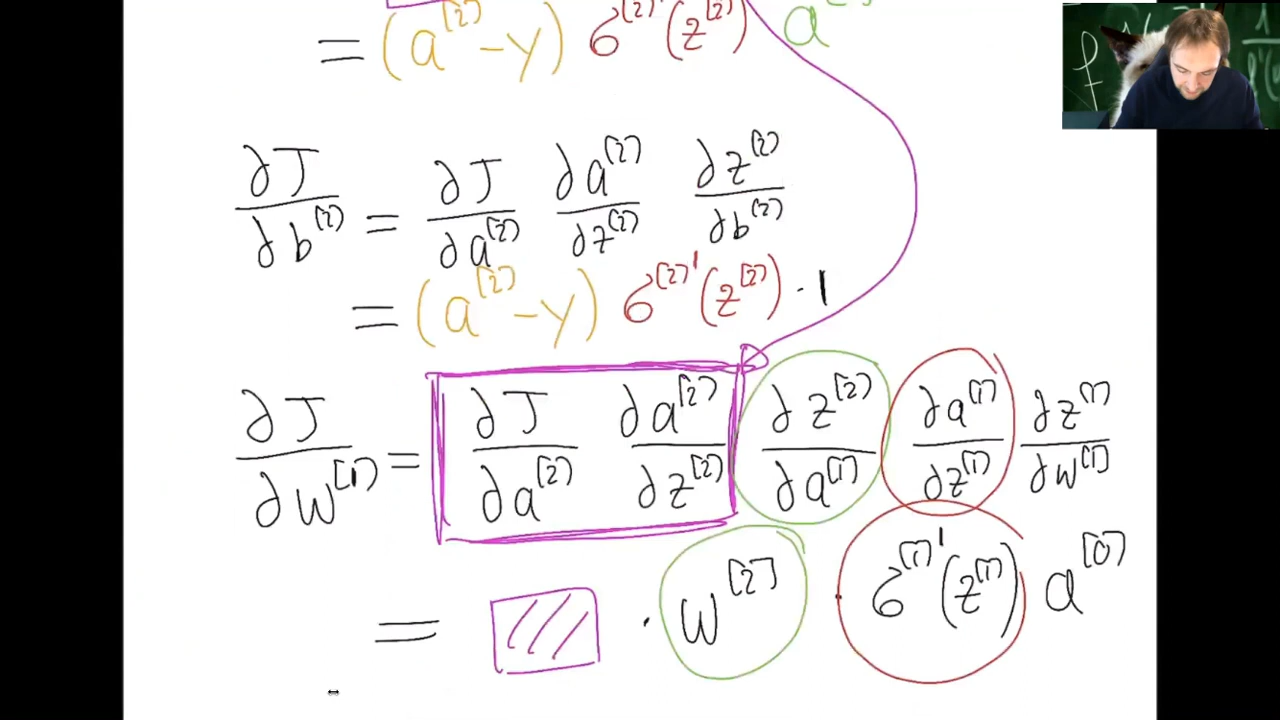 = (a^[2] - y) σ^[2]'(z^[2]) a
∂J/∂b^[2] = ∂J/∂a^[2] ∂a^[2]/∂z^[2] ∂z^[2]/∂b^[2]
= (a^[2] - y) σ^[2]'(z^[2]) · 1
∂J/∂w^[1] = ∂J/∂a^[2] ∂a^[2]/∂z^[2] ∂z^[2]/∂a^[1] ∂a^[1]/∂z^[1] ∂z^[1]/∂w^[1]
= · w^[2] · σ^[1]'(z^[1]) a^[0]